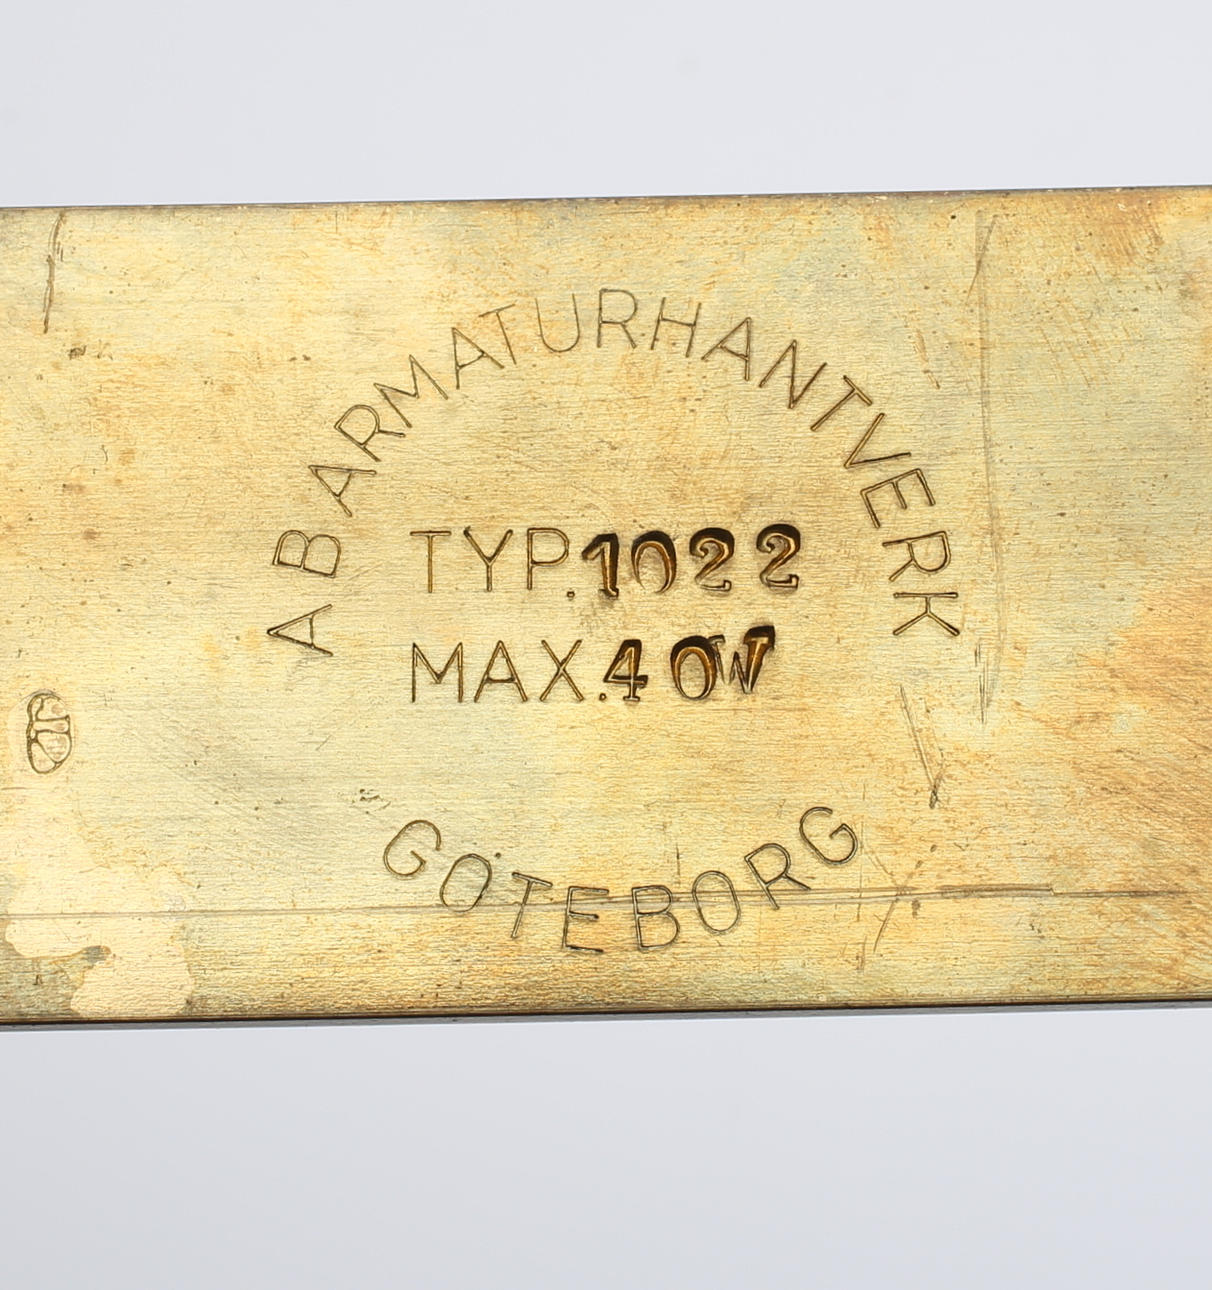 AB ARMATURHANTVERK
TYP. 1022
MAX. 40W
GÖTEBORG